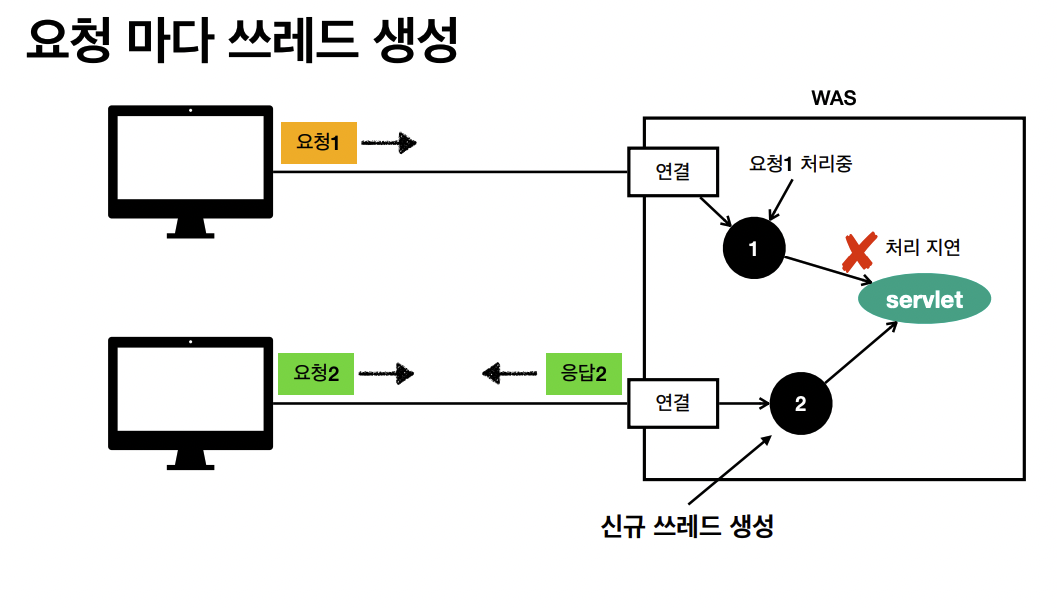 요청 마다 쓰레드 생성
WAS
요청1
연결
요청1 처리중
1
처리 지연
servlet
요청2
응답2
연결
2
신규 쓰레드 생성